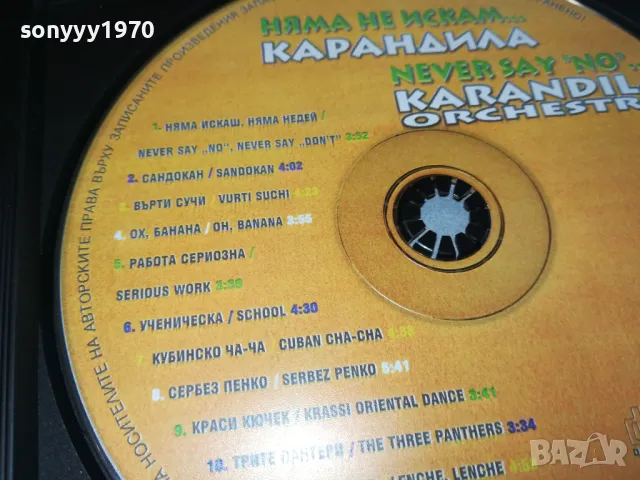 sonyyy1970
НЯМА НЕ ИСКАМ...
КАРАНДИЛА
NEVER SAY "NO"..
KARANDIL
ORCHESTR
НОСИТЕЛИТЕ НА АВТОРСКИТЕ ПРАВА ВЪРХУ ЗАПИСАНИТЕ ПРОИЗВЕДЕНИЯ
1. НЯМА ИСКАШ, НЯМА НЕДЕЙ /
NEVER SAY „NO", NEVER SAY „DON'T" 3:52
2. САНДОКАН / SANDOKAN 4:02
3. ВЪРТИ СУЧИ / VURTI SUCHI 4:23
4. ОХ, БАНАНА / OH, BANANA 3:55
5. РАБОТА СЕРИОЗНА /
SERIOUS WORK 3:39
6. УЧЕНИЧЕСКА / SCHOOL 4:30
7 КУБИНСКО ЧА-ЧА / CUBAN CHA-CHA
8. СЕРБЕЗ ПЕНКО / SERBEZ PENKO 5:41
9. КРАСИ КЮЧЕК / KRASSI ORIENTAL DANCE 3:41
10. ТРИТЕ ПАНТЕРИ / THE THREE PANTHERS 3:34
/ LENCHE, LENCHE
BAZAR
.bg